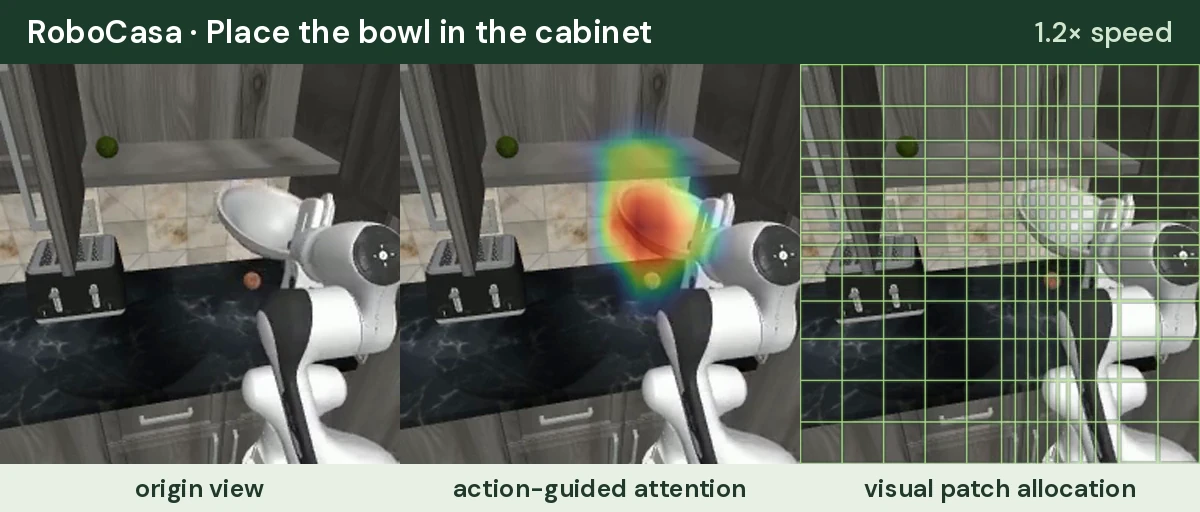 RoboCasa · Place the bowl in the cabinet
1.2× speed
origin view
action-guided attention
visual patch allocation